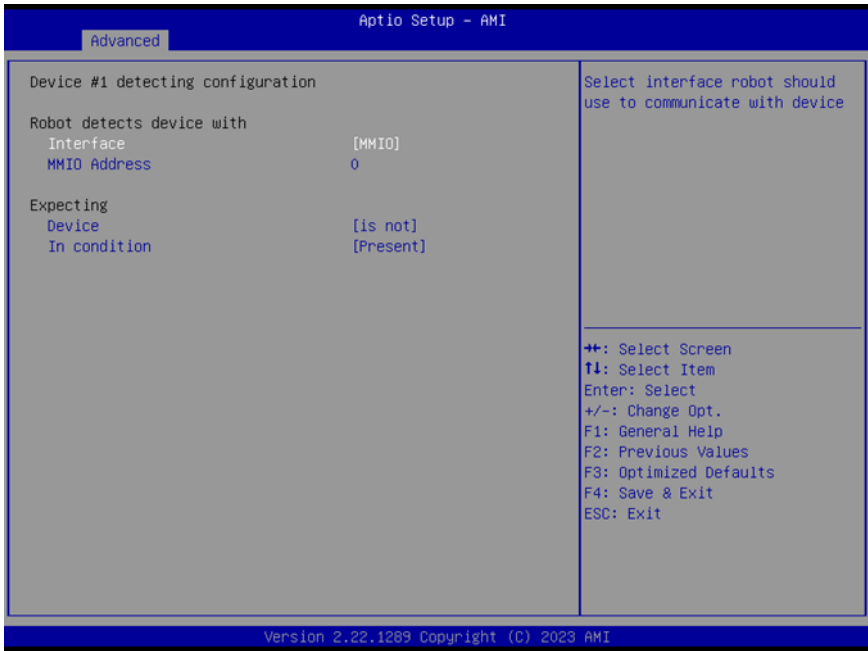 Aptio Setup – AMI
Advanced
Device #1 detecting configuration
Robot detects device with
Interface [MMIO]
MMIO Address 0
Expecting
Device [is not]
In condition [Present]
Select interface robot should
use to communicate with device
→←: Select Screen
↑↓: Select Item
Enter: Select
+/-: Change Opt.
F1: General Help
F2: Previous Values
F3: Optimized Defaults
F4: Save & Exit
ESC: Exit
Version 2.22.1289 Copyright (C) 2023 AMI